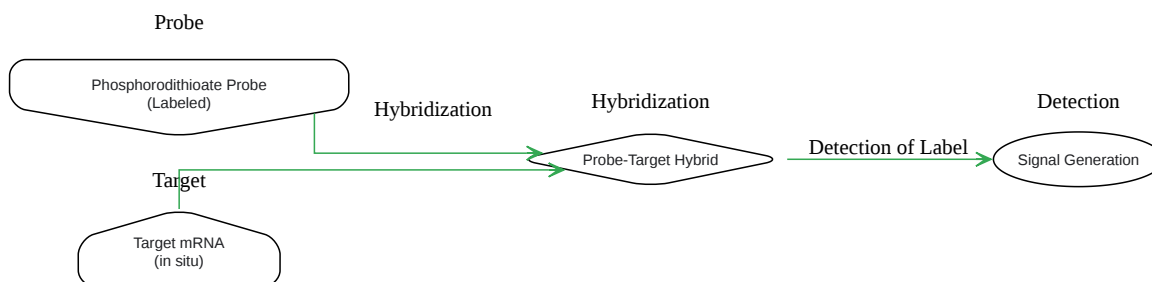 Probe
Phosphorodithioate Probe
(Labeled)
Hybridization
Hybridization
Probe-Target Hybrid
Detection
Detection of Label
Signal Generation
Target
Target mRNA
(in situ)